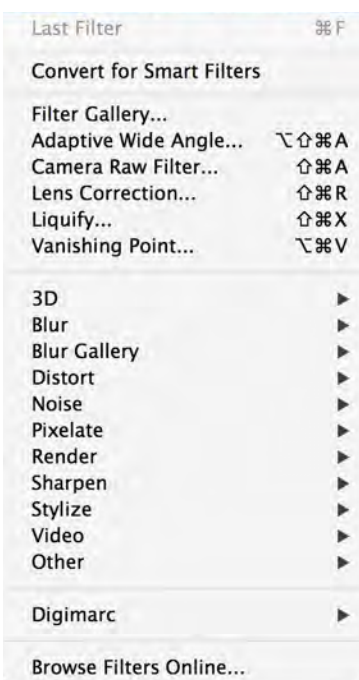 Last Filter ⌘F
Convert for Smart Filters
Filter Gallery...
Adaptive Wide Angle... ⌥⇧⌘A
Camera Raw Filter... ⇧⌘A
Lens Correction... ⇧⌘R
Liquify... ⇧⌘X
Vanishing Point... ⌥⌘V
3D
Blur
Blur Gallery
Distort
Noise
Pixelate
Render
Sharpen
Stylize
Video
Other
Digimarc
Browse Filters Online...